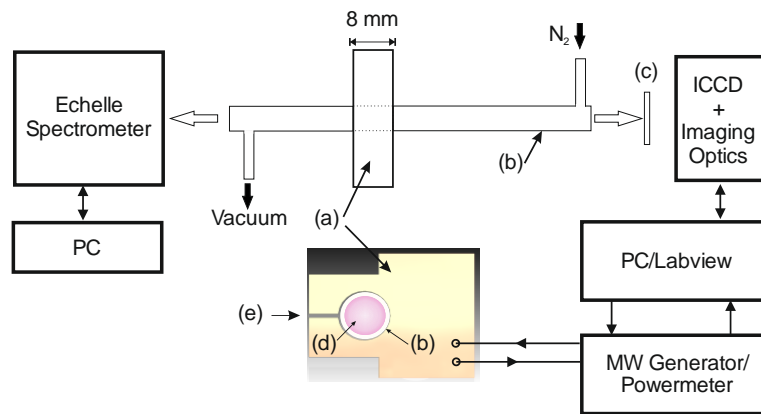 8 mm
N2
(c)
Echelle
Spectrometer
ICCD
+
Imaging
Optics
(b)
Vacuum
(a)
PC
PC/Labview
(e)
(d)
(b)
MW Generator/
Powermeter